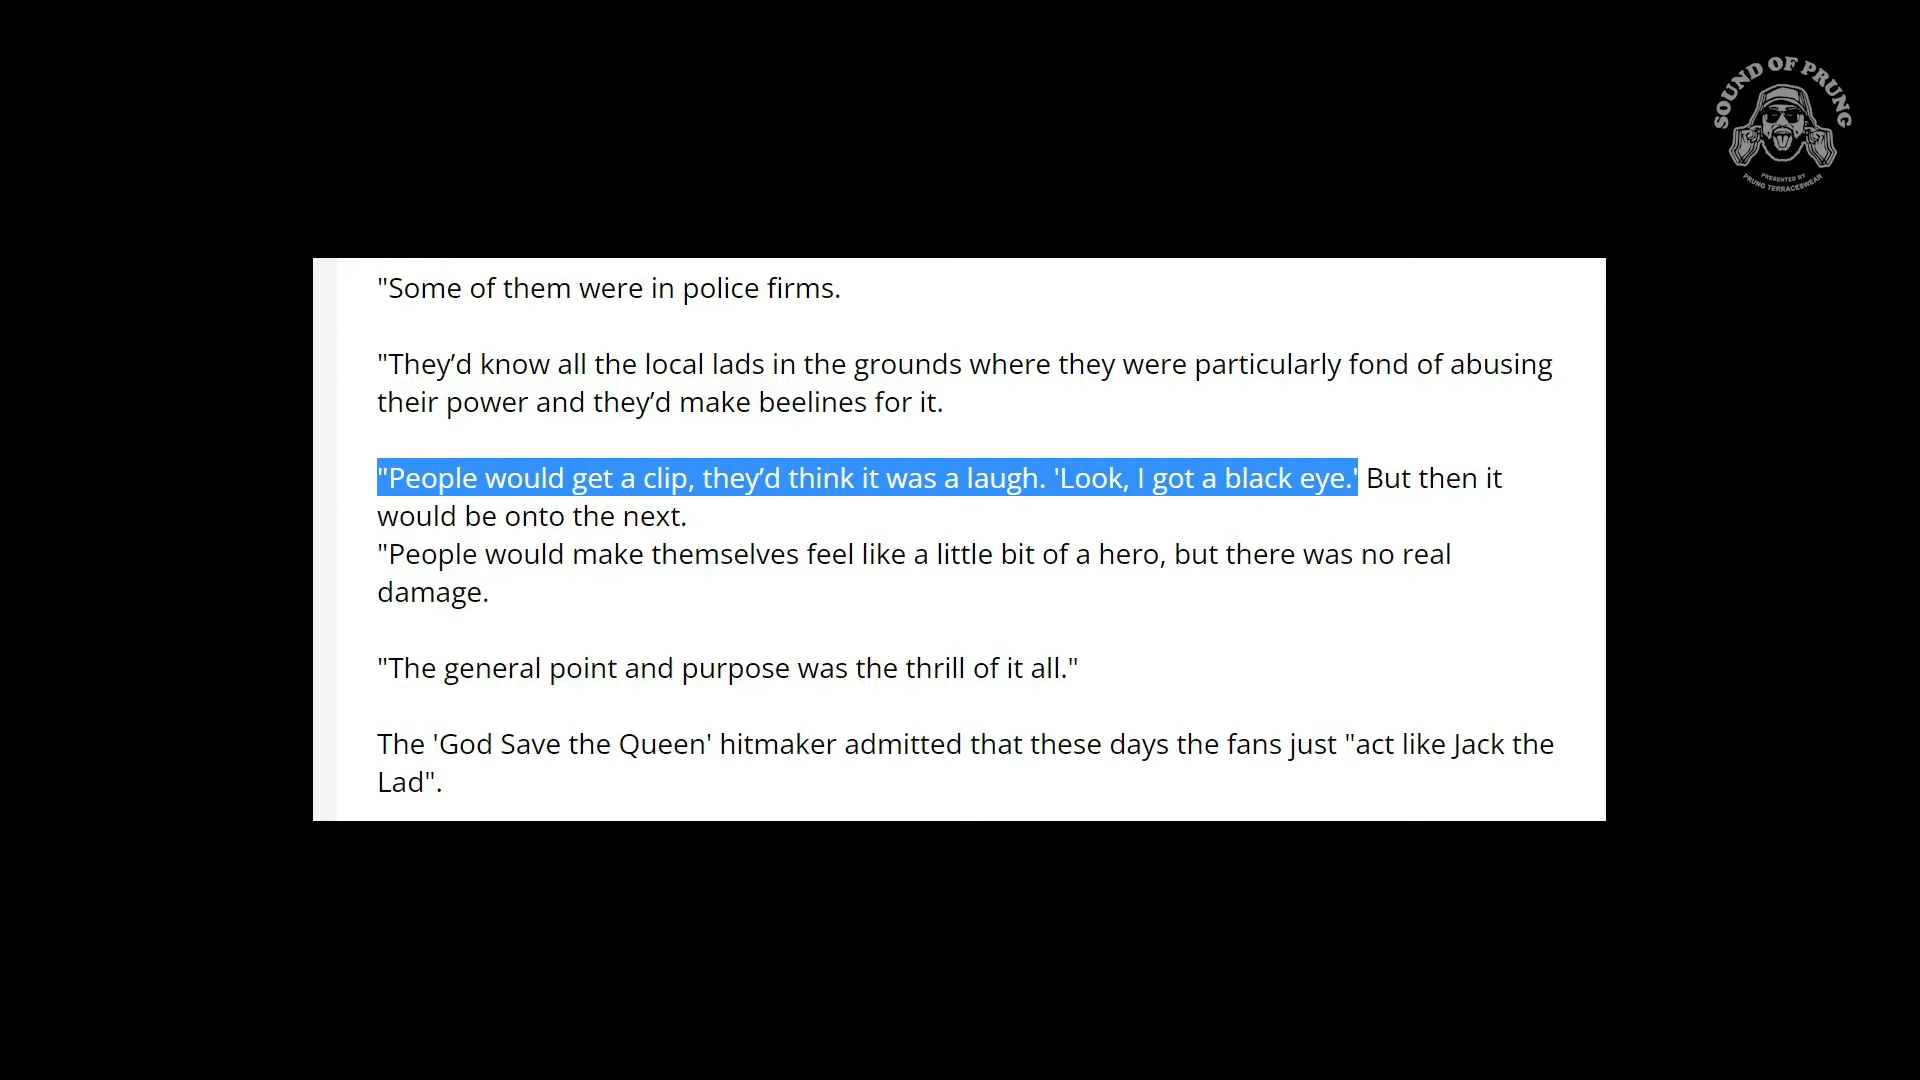 SOUND OF PRUNG
PRESENTED BY
PRUNG TERRACESWEAR
"Some of them were in police firms.
"They’d know all the local lads in the grounds where they were particularly fond of abusing
their power and they’d make beelines for it.
"People would get a clip, they’d think it was a laugh. 'Look, I got a black eye.' But then it
would be onto the next.
"People would make themselves feel like a little bit of a hero, but there was no real
damage.
"The general point and purpose was the thrill of it all."
The 'God Save the Queen' hitmaker admitted that these days the fans just "act like Jack the
Lad".